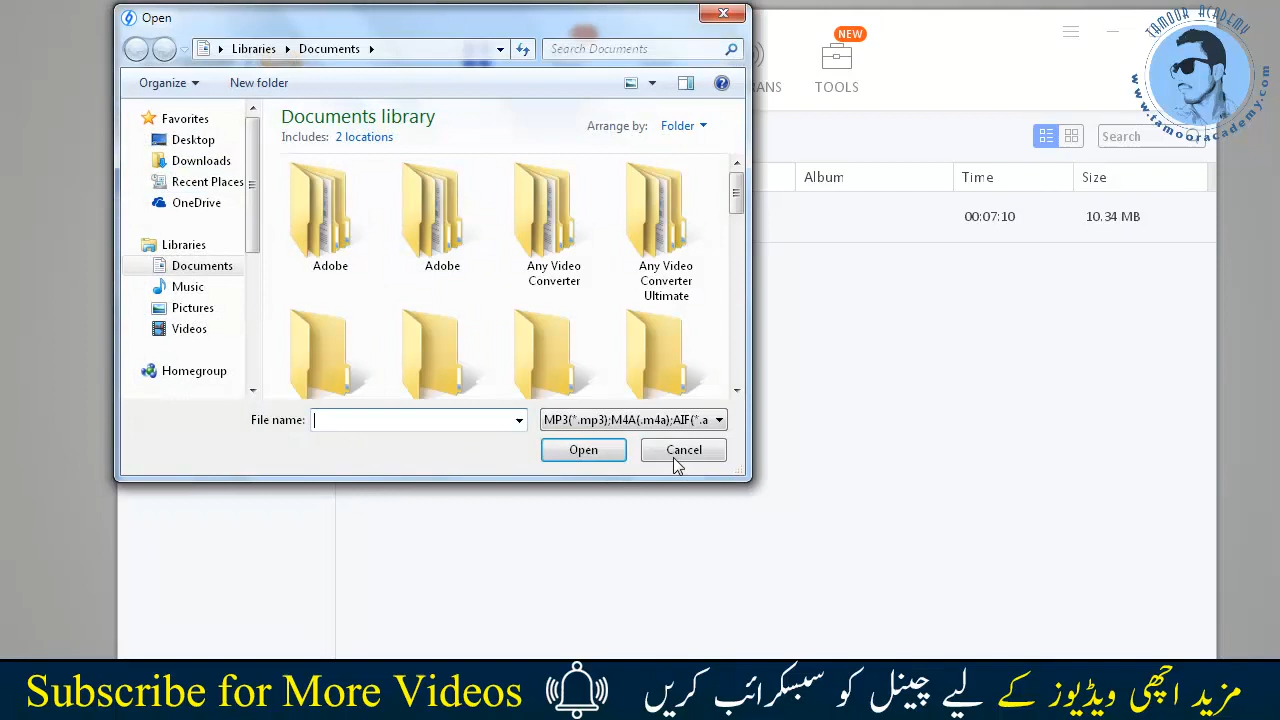 Open
Libraries
Documents
Search Documents
Organize
New folder
Favorites
Desktop
Downloads
Recent Places
OneDrive
Libraries
Documents
Music
Pictures
Videos
Homegroup
Documents library
Includes: 2 locations
Arrange by: Folder
Adobe
Adobe
Any Video
Converter
Any Video
Converter
Ultimate
File name:
MP3(*.mp3);M4A(.m4a);AIF(*.a
Open
Cancel
NEW
TOOLS
Search
Album
Time
Size
00:07:10
10.34 MB
TAMOOR ACADEMY
www.tamooracademy.com
Subscribe for More Videos
مزید اچھی ویڈیوز کے لیے چینل کو سبسکرائب کریں